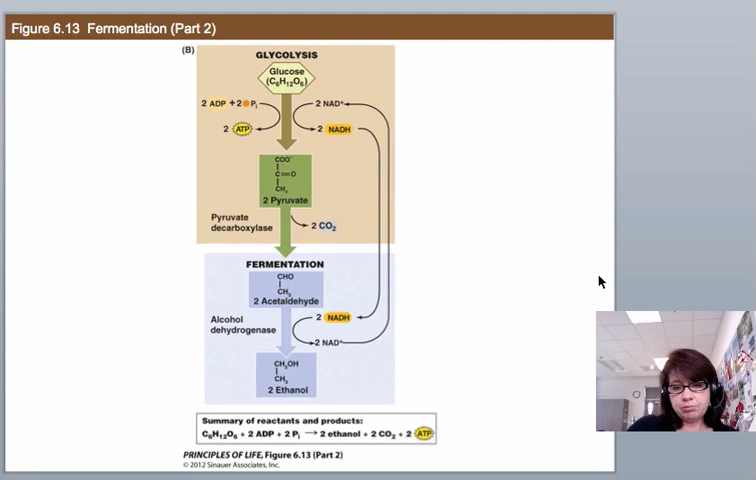 Figure 6.13 Fermentation (Part 2)
(B)
GLYCOLYSIS
Glucose
(C₆H₁₂O₆)
2 ADP + 2 Pᵢ
2 NAD⁺
2 ATP
2 NADH
COO⁻
C=O
CH₃
2 Pyruvate
Pyruvate
decarboxylase
2 CO₂
FERMENTATION
CHO
CH₃
2 Acetaldehyde
Alcohol
dehydrogenase
2 NADH
2 NAD⁺
CH₂OH
CH₃
2 Ethanol
Summary of reactants and products:
C₆H₁₂O₆ + 2 ADP + 2 Pᵢ → 2 ethanol + 2 CO₂ + 2 ATP
PRINCIPLES OF LIFE, Figure 6.13 (Part 2)
© 2012 Sinauer Associates, Inc.